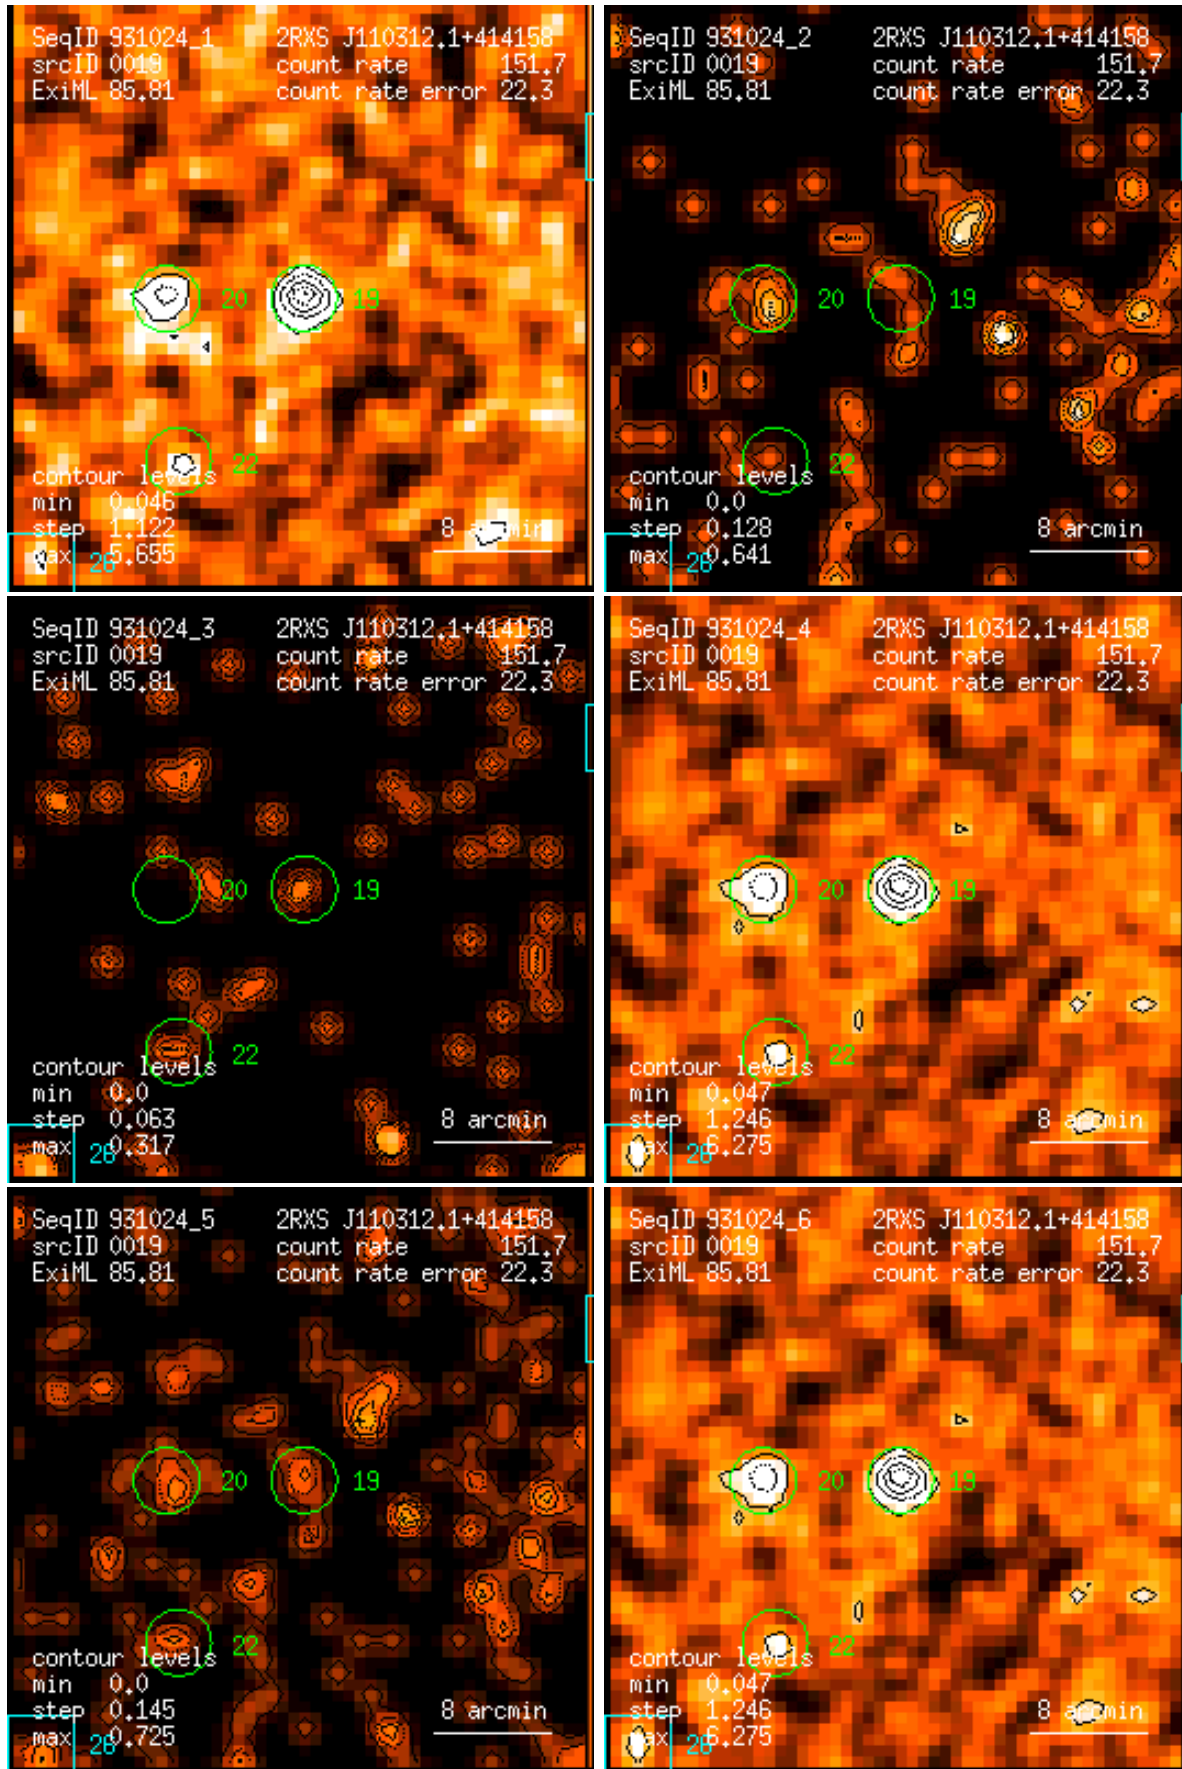 SeqID 931024_1 2RXS J110312.1+414158
srcID 0019 count rate 151.7
ExiML 85.81 count rate error 22.3
20 19
22
contour levels
min 0.046
step 1.122 8 arcmin
max 5.655 26
SeqID 931024_2 2RXS J110312.1+414158
srcID 0019 count rate 151.7
ExiML 85.81 count rate error 22.3
20 19
22
contour levels
min 0.0
step 0.128 8 arcmin
max 0.641 26
SeqID 931024_3 2RXS J110312.1+414158
srcID 0019 count rate 151.7
ExiML 85.81 count rate error 22.3
20 19
22
contour levels
min 0.0
step 0.063 8 arcmin
max 0.317 26
SeqID 931024_4 2RXS J110312.1+414158
srcID 0019 count rate 151.7
ExiML 85.81 count rate error 22.3
20 19
22
contour levels
min 0.047
step 1.246 8 arcmin
max 6.275 26
SeqID 931024_5 2RXS J110312.1+414158
srcID 0019 count rate 151.7
ExiML 85.81 count rate error 22.3
20 19
22
contour levels
min 0.0
step 0.145 8 arcmin
max 0.725 26
SeqID 931024_6 2RXS J110312.1+414158
srcID 0019 count rate 151.7
ExiML 85.81 count rate error 22.3
20 19
22
contour levels
min 0.047
step 1.246 8 arcmin
max 6.275 26